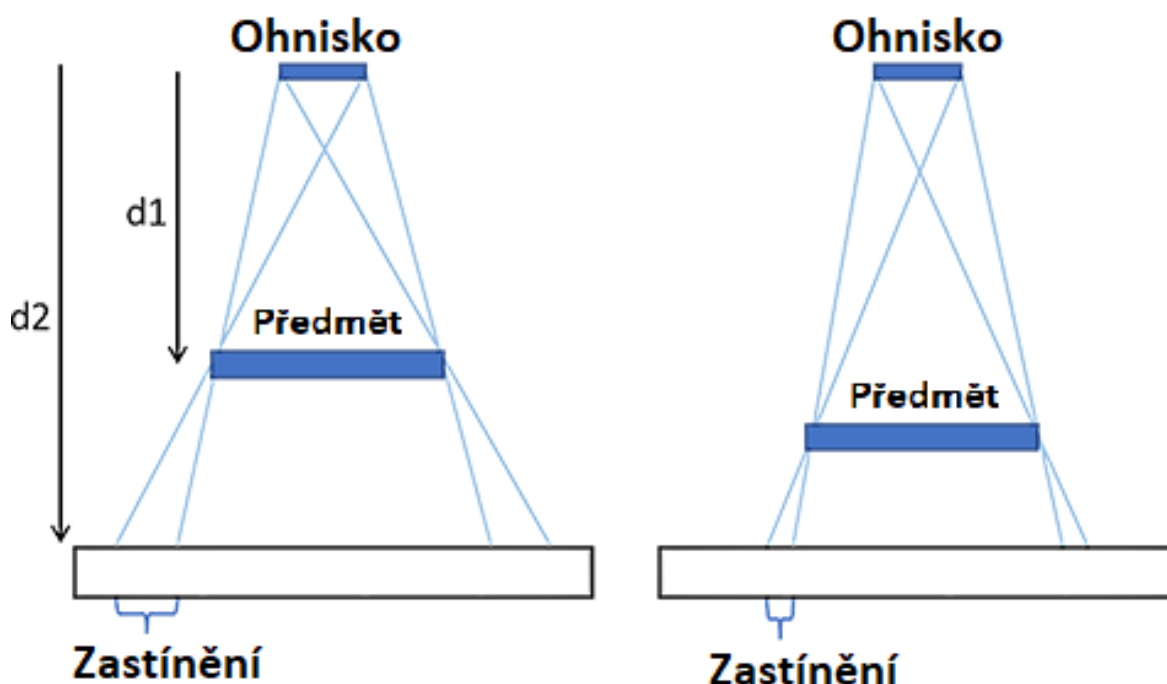 Ohnisko
d1
d2
Předmět
Zastínění
Ohnisko
Předmět
Zastínění